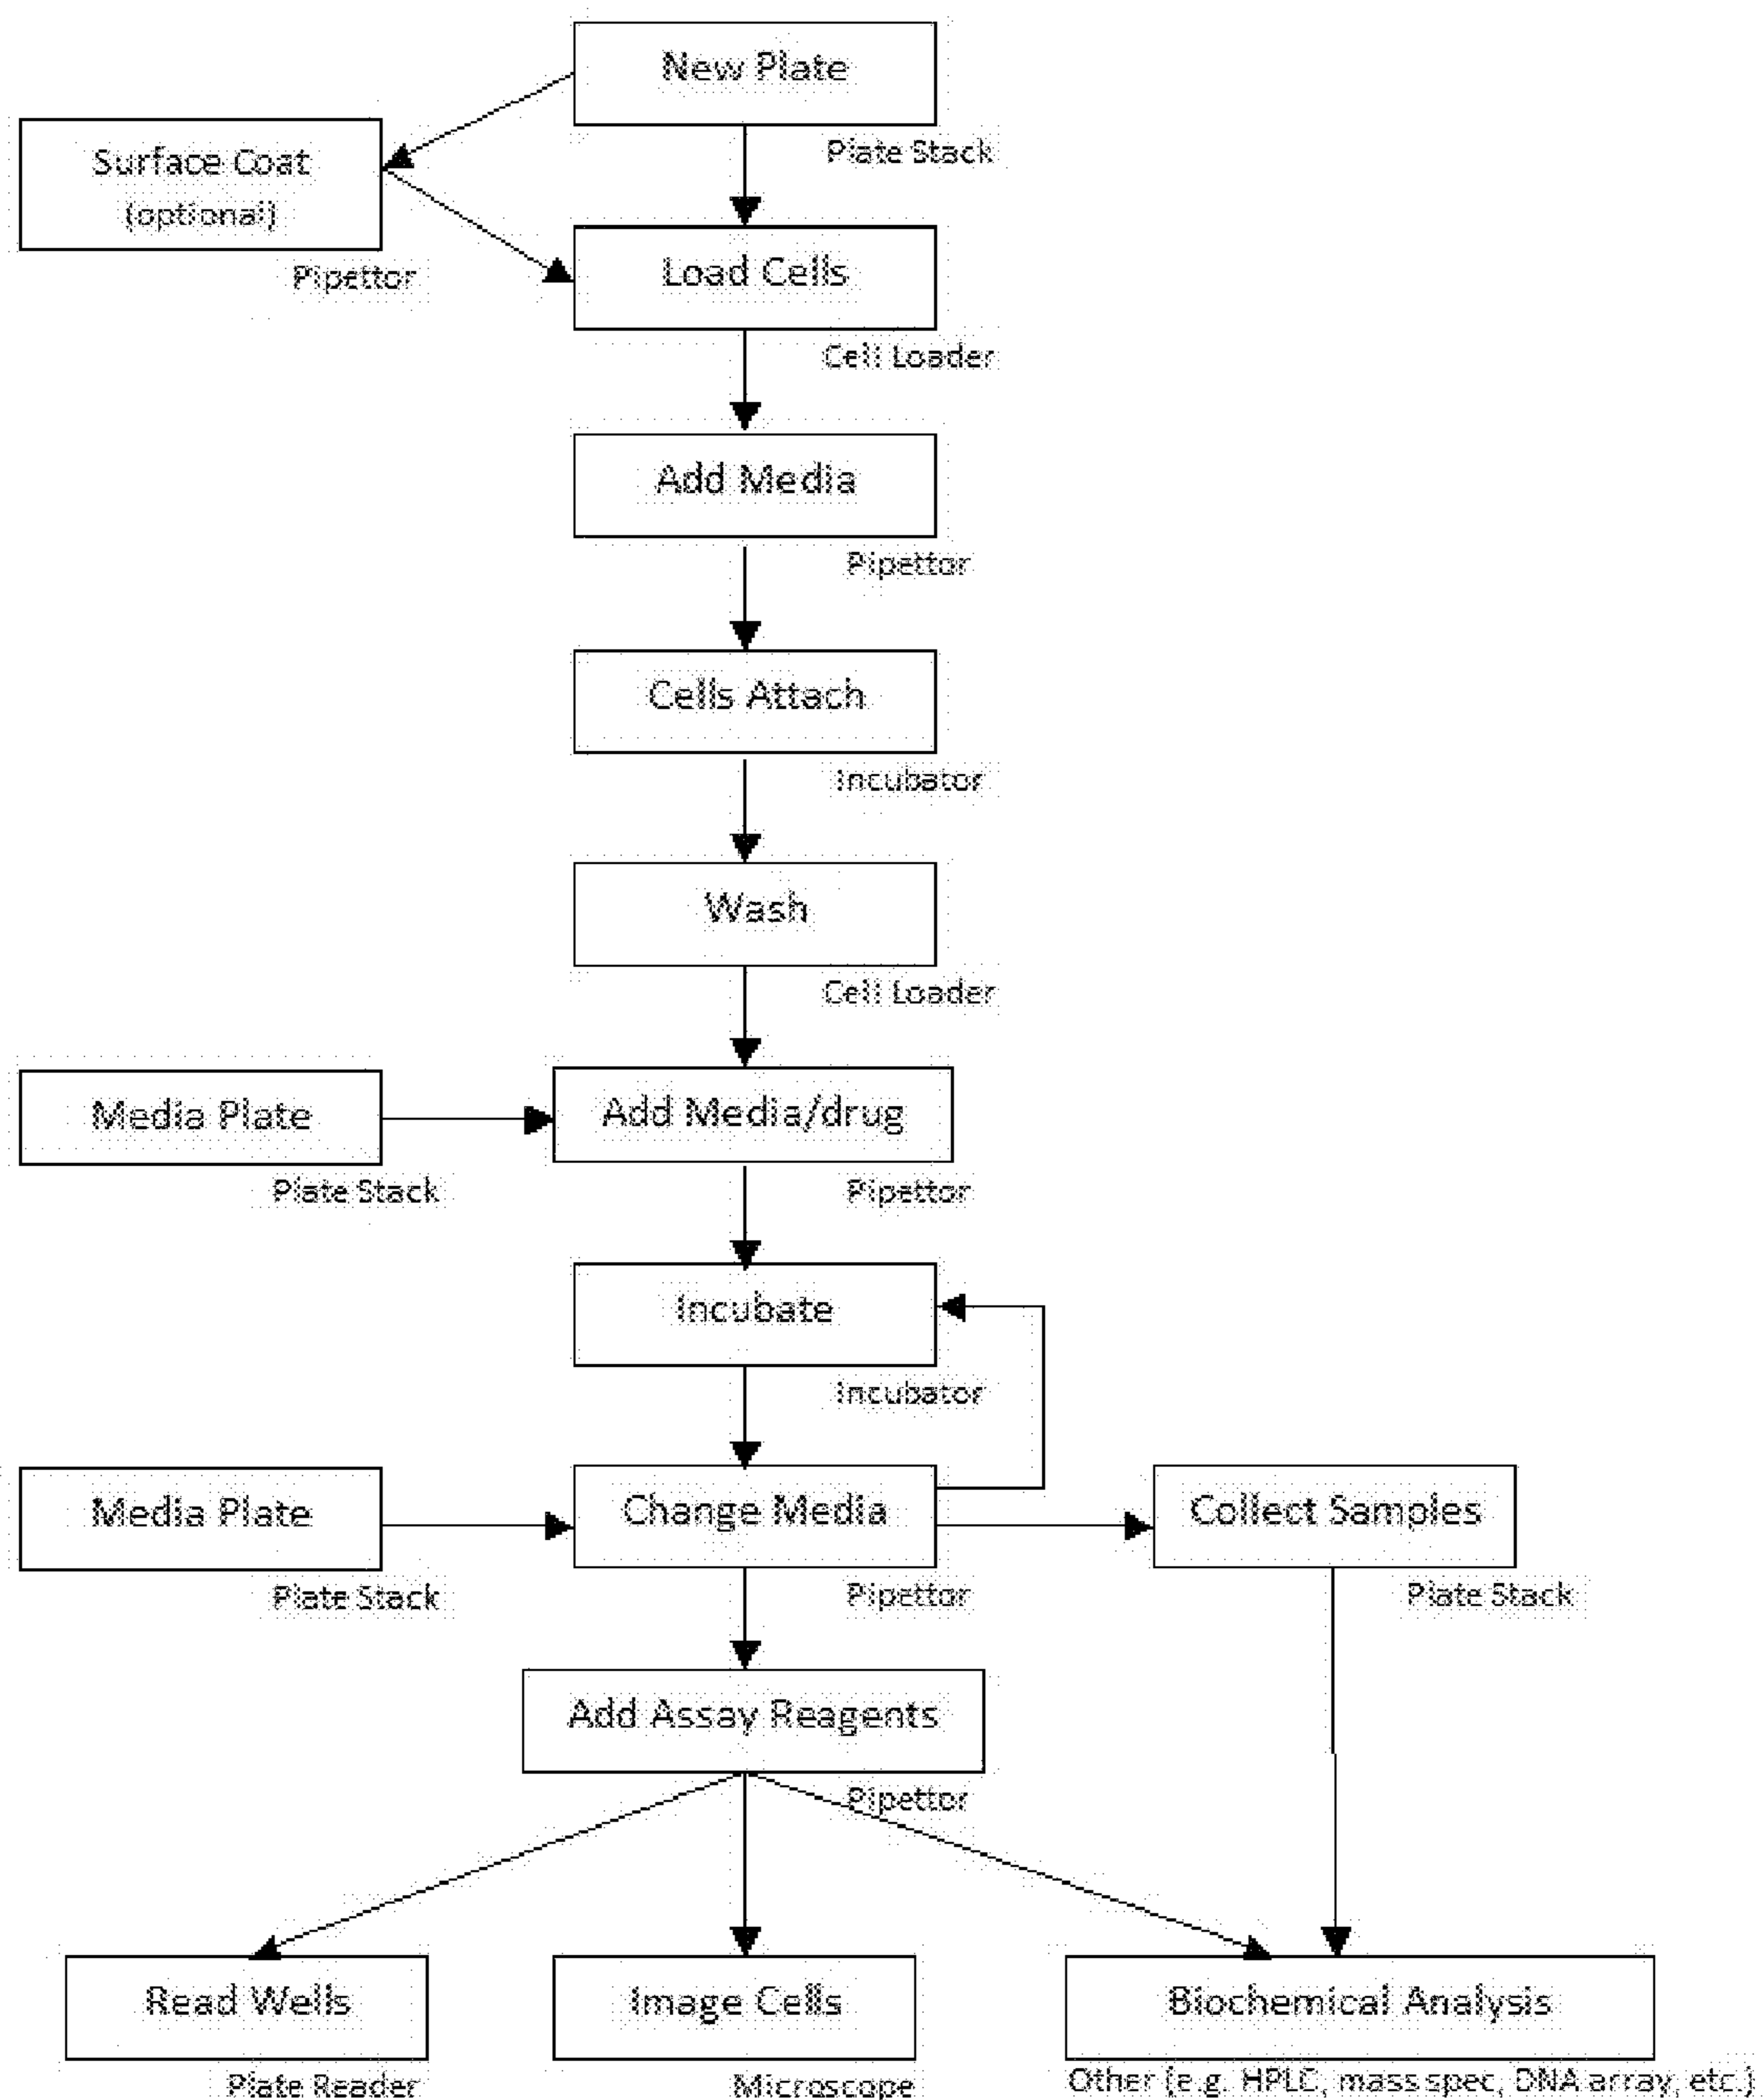 New Plate
Plate Stack
Surface Coat
(optional)
Pipettor
Load Cells
Cell Loader
Add Media
Pipettor
Cells Attach
Incubator
Wash
Cell Loader
Media Plate
Plate Stack
Add Media/drug
Pipettor
Incubate
Incubator
Media Plate
Plate Stack
Change Media
Pipettor
Collect Samples
Plate Stack
Add Assay Reagents
Pipettor
Read Wells
Plate Reader
Image Cells
Microscope
Biochemical Analysis
Other (e.g. HPLC, mass spec, DNA array, etc.)